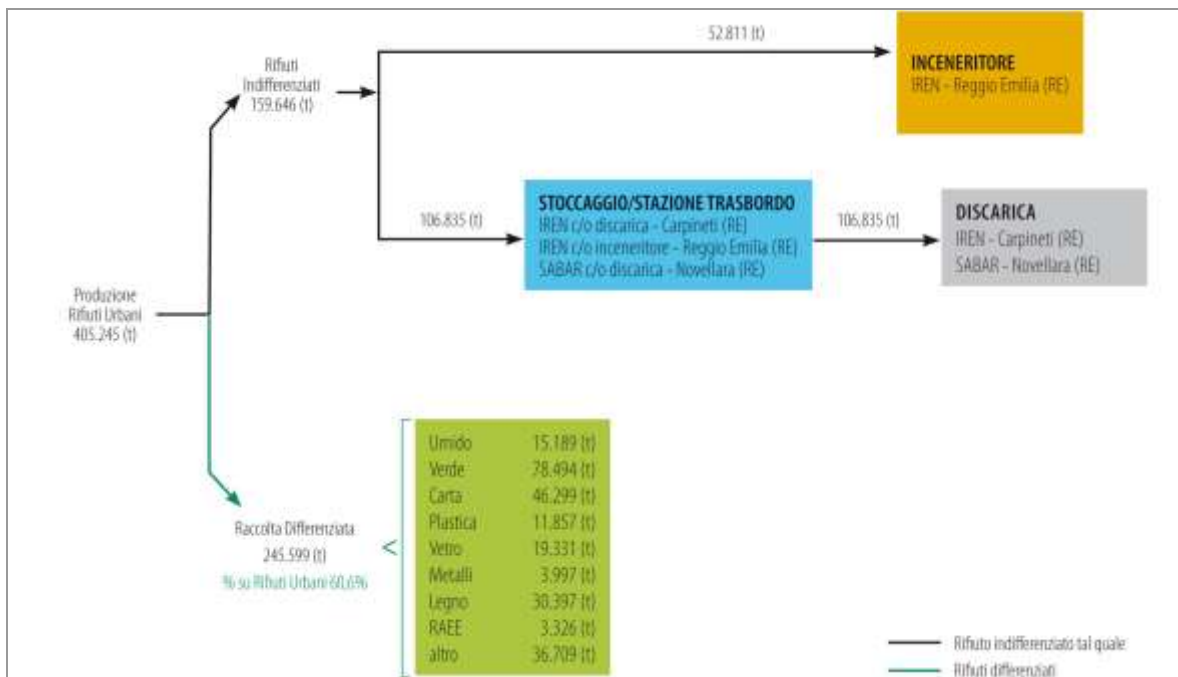 52.811 (t)
INCENERITORE
IREN - Reggio Emilia (RE)
Rifiuti
Indifferenziati
159.646 (t)
106.835 (t)
STOCCAGGIO/STAZIONE TRASBORDO
IREN c/o discarica - Carpineti (RE)
IREN c/o inceneritore - Reggio Emilia (RE)
SABAR c/o discarica - Novellara (RE)
106.835 (t)
DISCARICA
IREN - Carpineti (RE)
SABAR - Novellara (RE)
Produzione
Rifiuti Urbani
405.245 (t)
Raccolta Differenziata
245.599 (t)
% su Rifiuti Urbani 60,6%
Umido 15.189 (t)
Verde 78.494 (t)
Carta 46.299 (t)
Plastica 11.857 (t)
Vetro 19.331 (t)
Metalli 3.997 (t)
Legno 30.397 (t)
RAEE 3.326 (t)
altro 36.709 (t)
Rifiuto indifferenziato tal quale
Rifiuti differenziati